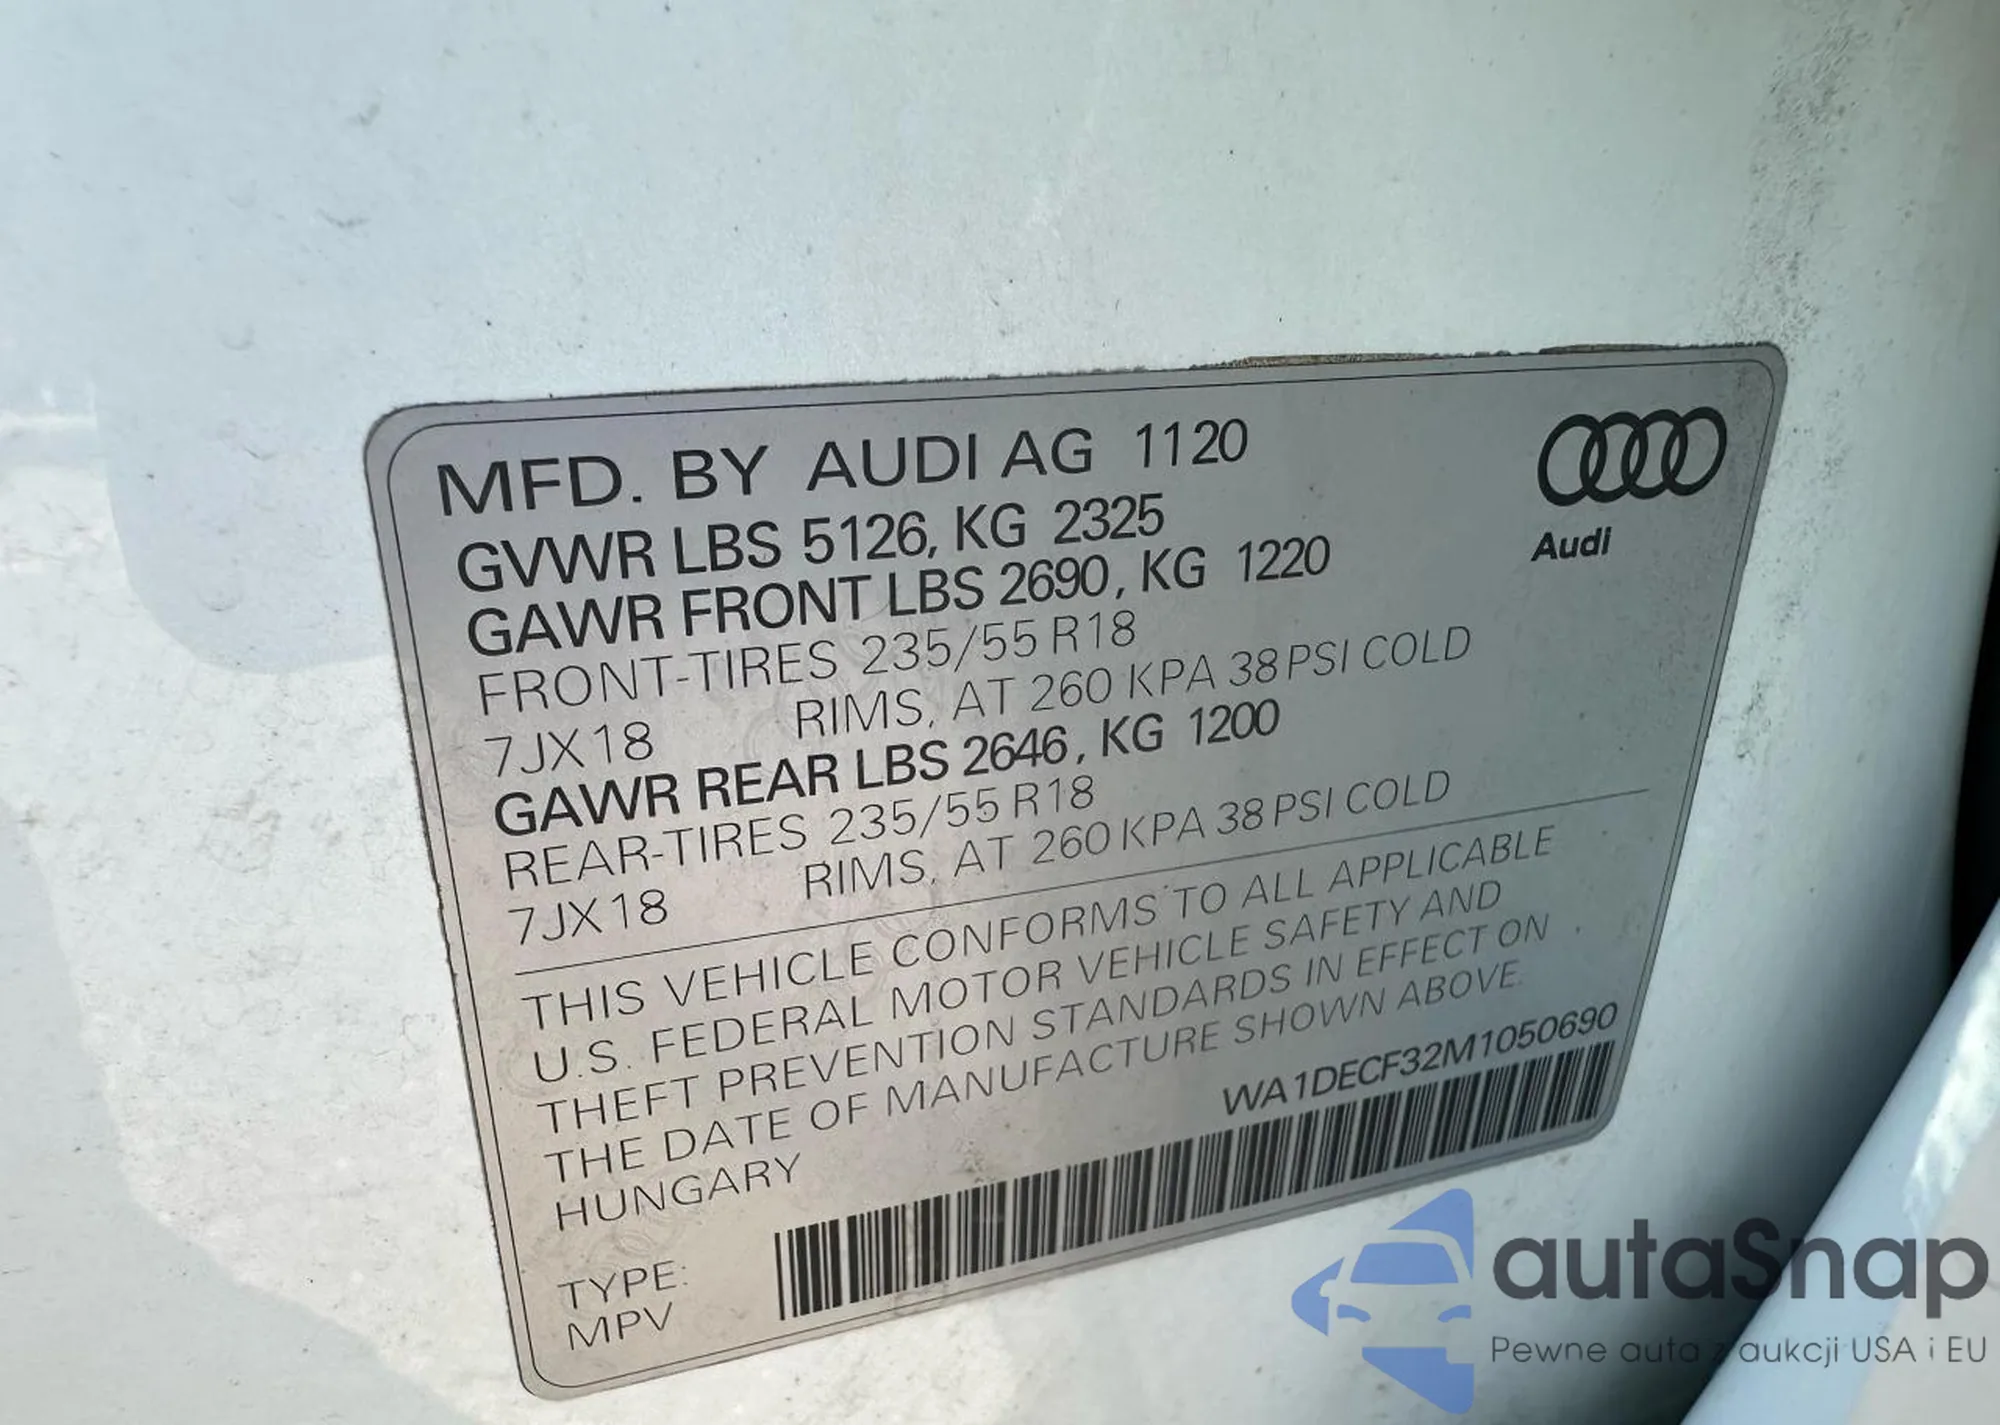 MFD. BY AUDI AG 1120
GVWR LBS 5126, KG 2325
GAWR FRONT LBS 2690, KG 1220
FRONT-TIRES 235/55 R18
7JX18 RIMS, AT 260 KPA 38 PSI COLD
GAWR REAR LBS 2646, KG 1200
REAR-TIRES 235/55 R18
7JX18 RIMS, AT 260 KPA 38 PSI COLD
Audi
THIS VEHICLE CONFORMS TO ALL APPLICABLE
U.S. FEDERAL MOTOR VEHICLE SAFETY AND
THEFT PREVENTION STANDARDS IN EFFECT ON
THE DATE OF MANUFACTURE SHOWN ABOVE.
HUNGARY
WA1DECF32M1050690
TYPE:
MPV
autaSnap
Pewne auta z aukcji USA i EU